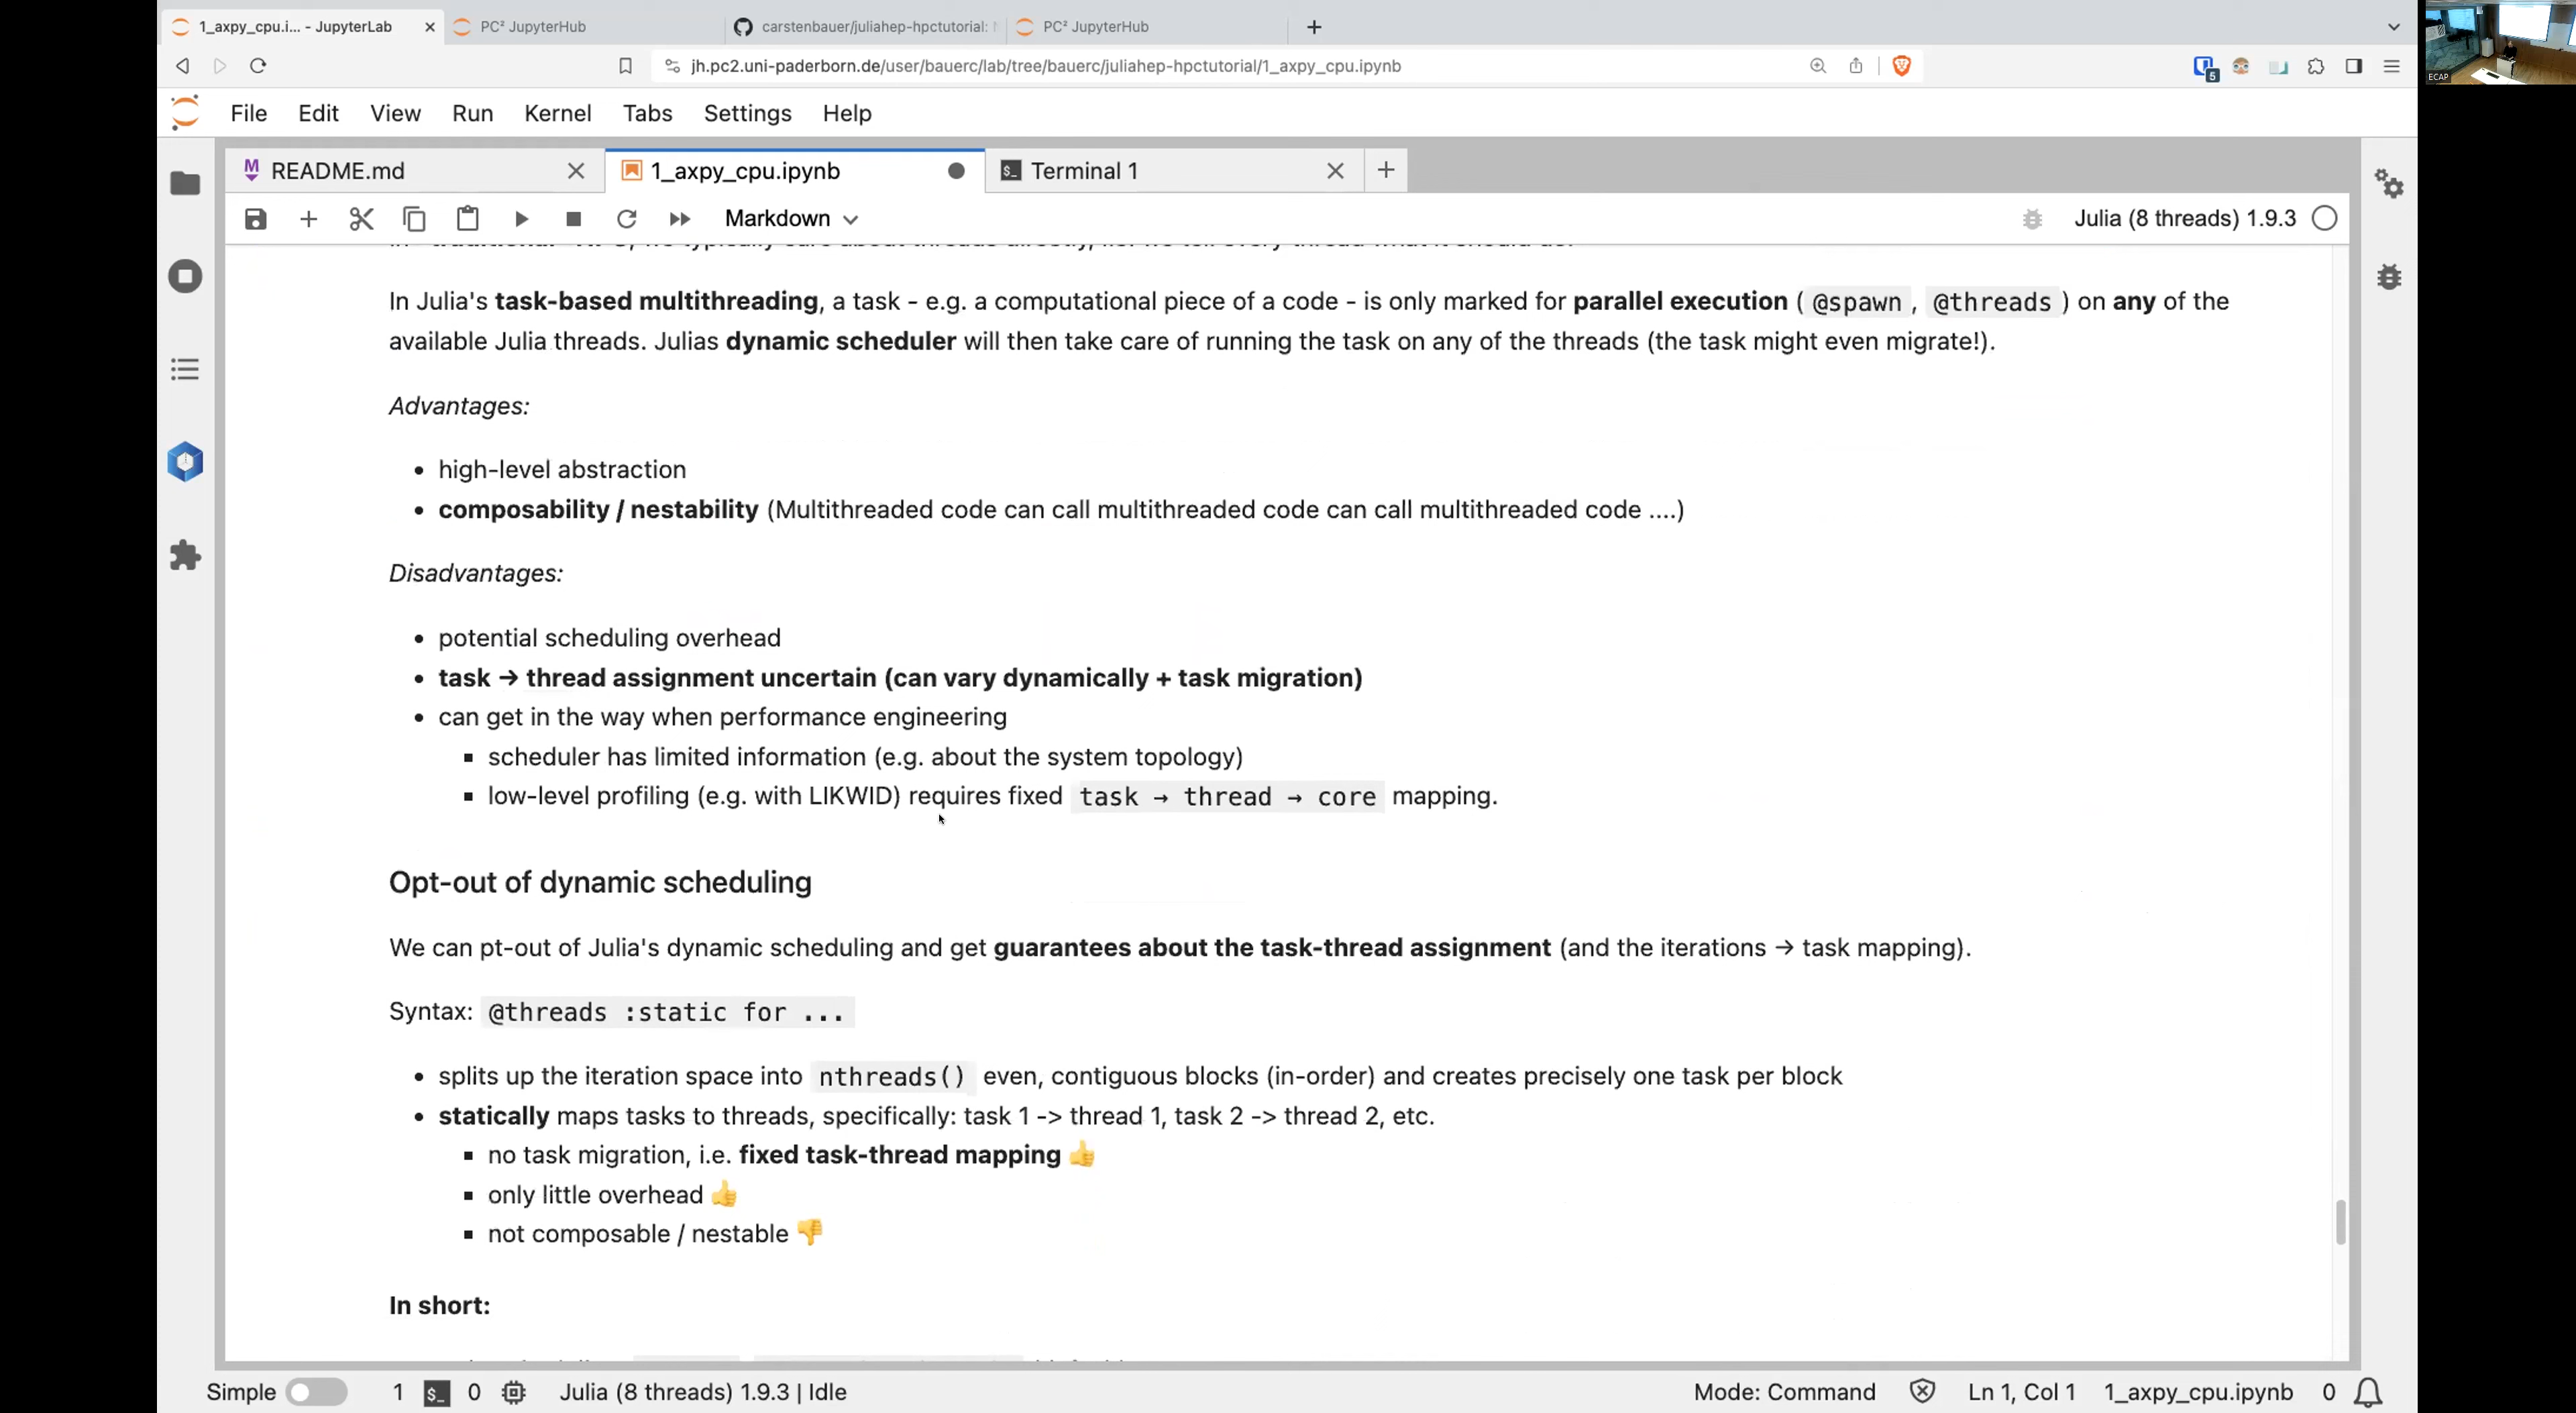 1_axpy_cpu.i... - JupyterLab
PC² JupyterHub
carstenbauer/juliahep-hpctutorial:
PC² JupyterHub
jh.pc2.uni-paderborn.de/user/bauerc/lab/tree/bauerc/juliahep-hpctutorial/1_axpy_cpu.ipynb
5
ECAP
File Edit View Run Kernel Tabs Settings Help
README.md
1_axpy_cpu.ipynb
Terminal 1
Markdown
Julia (8 threads) 1.9.3
In Julia's task-based multithreading, a task - e.g. a computational piece of a code - is only marked for parallel execution ( @spawn , @threads ) on any of the
available Julia threads. Julias dynamic scheduler will then take care of running the task on any of the threads (the task might even migrate!).
Advantages:
• high-level abstraction
• composability / nestability (Multithreaded code can call multithreaded code can call multithreaded code ....)
Disadvantages:
• potential scheduling overhead
• task → thread assignment uncertain (can vary dynamically + task migration)
• can get in the way when performance engineering
▪ scheduler has limited information (e.g. about the system topology)
▪ low-level profiling (e.g. with LIKWID) requires fixed task → thread → core mapping.
Opt-out of dynamic scheduling
We can pt-out of Julia's dynamic scheduling and get guarantees about the task-thread assignment (and the iterations → task mapping).
Syntax: @threads :static for ...
• splits up the iteration space into nthreads() even, contiguous blocks (in-order) and creates precisely one task per block
• statically maps tasks to threads, specifically: task 1 -> thread 1, task 2 -> thread 2, etc.
▪ no task migration, i.e. fixed task-thread mapping 👍
▪ only little overhead 👍
▪ not composable / nestable 👎
In short:
Simple 1 $_ 0 Julia (8 threads) 1.9.3 | Idle Mode: Command Ln 1, Col 1 1_axpy_cpu.ipynb 0